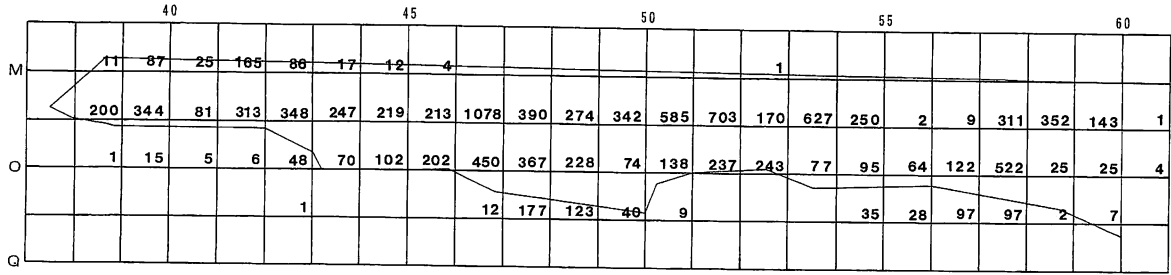 40 45 50 55 60
M 11 87 25 165 86 17 12 4 1
200 344 81 313 348 247 219 213 1078 390 274 342 585 703 170 627 250 2 9 311 352 143 1
O 1 15 5 6 48 70 102 202 450 367 228 74 138 237 243 77 95 64 122 522 25 25 4
1 12 177 123 40 9 35 28 97 97 2 7
Q